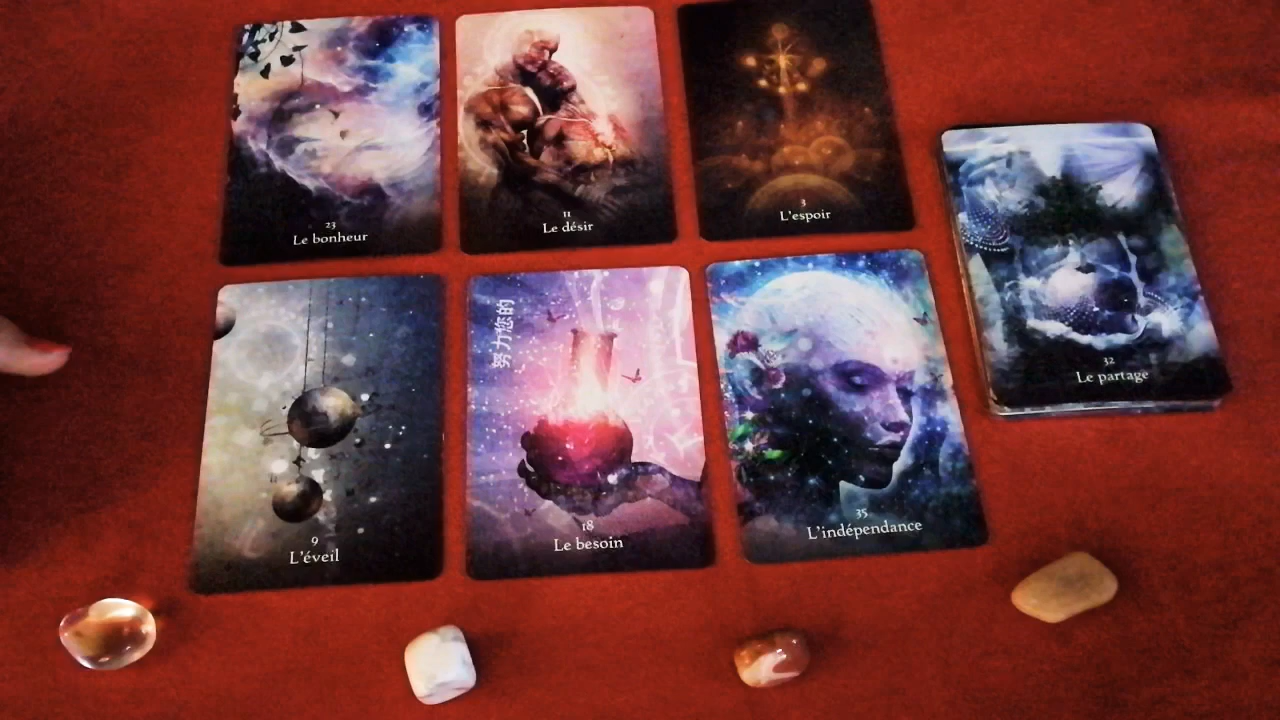 23
Le bonheur
11
Le désir
3
L'espoir
32
Le partage
9
L'éveil
努力您的
18
Le besoin
35
L'indépendance